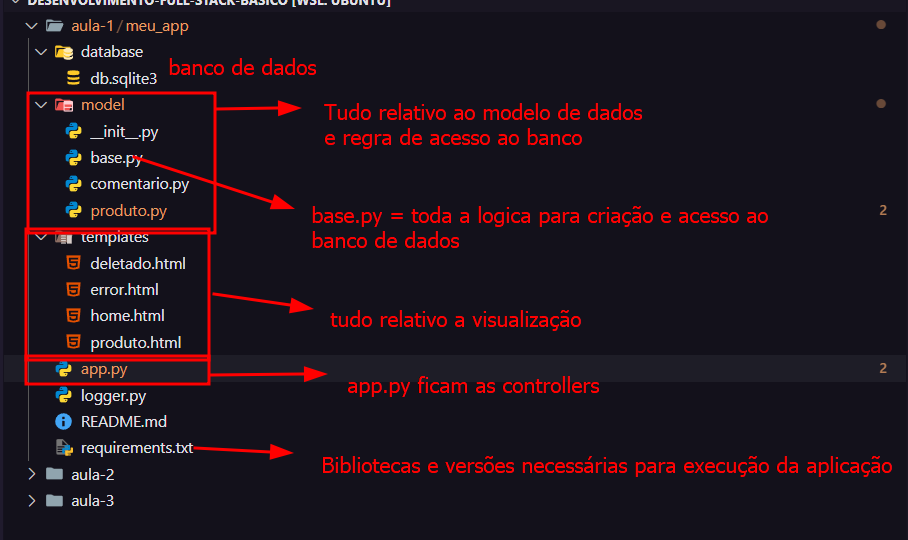 DESENVOLVIMENTO-FULL-STACK-BASICO [WSL: UBUNTU]
aula-1 / meu_app
database
db.sqlite3
banco de dados
model
Tudo relativo ao modelo de dados
e regra de acesso ao banco
__init__.py
base.py
comentario.py
produto.py
2
base.py = toda a logica para criação e acesso ao
banco de dados
templates
deletado.html
error.html
home.html
produto.html
tudo relativo a visualização
app.py
2
app.py ficam as controllers
logger.py
README.md
requirements.txt
Bibliotecas e versões necessárias para execução da aplicação
aula-2
aula-3